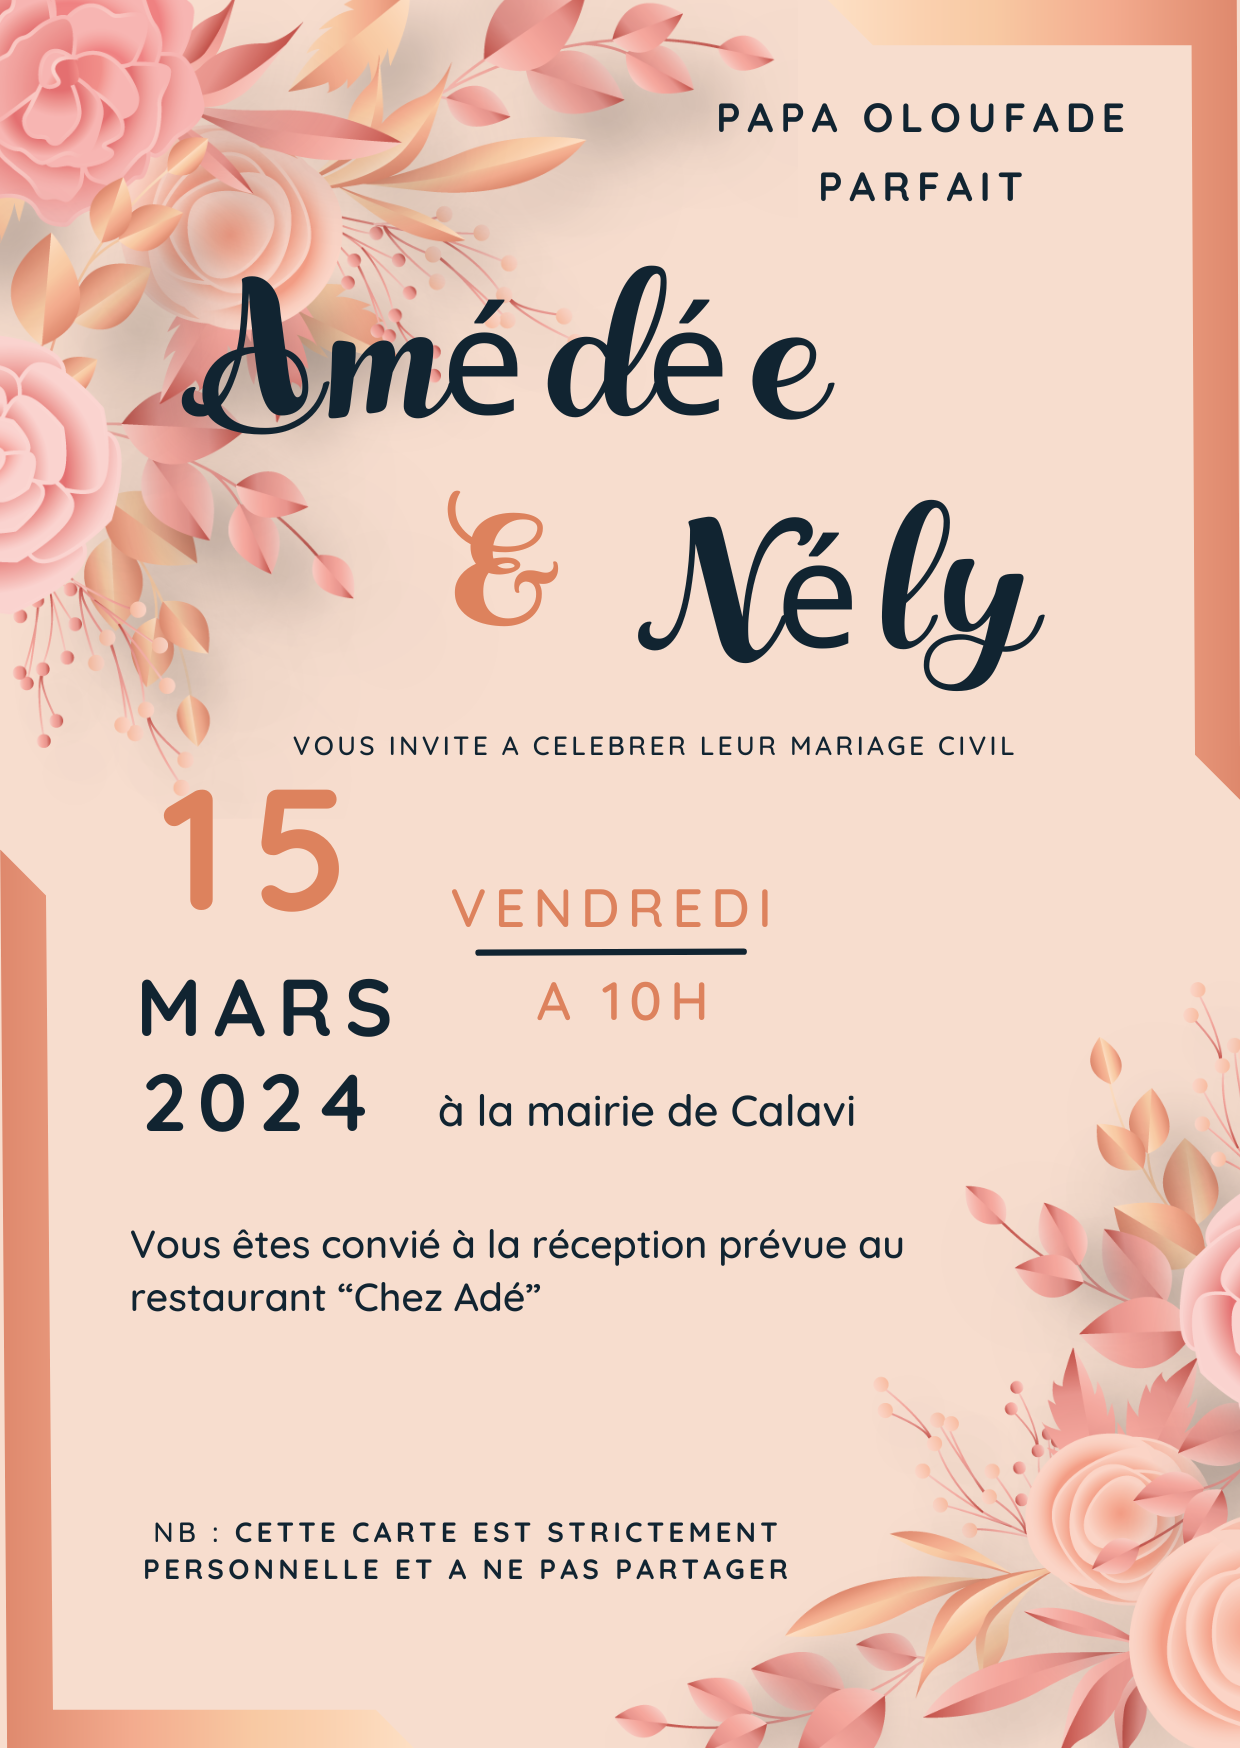 PAPA OLOUFADE
PARFAIT
Amédée
& Nély
VOUS INVITE A CELEBRER LEUR MARIAGE CIVIL
15
VENDREDI
MARS
A 10H
2024
à la mairie de Calavi
Vous êtes convié à la réception prévue au
restaurant “Chez Adé”
NB : CETTE CARTE EST STRICTEMENT
PERSONNELLE ET A NE PAS PARTAGER